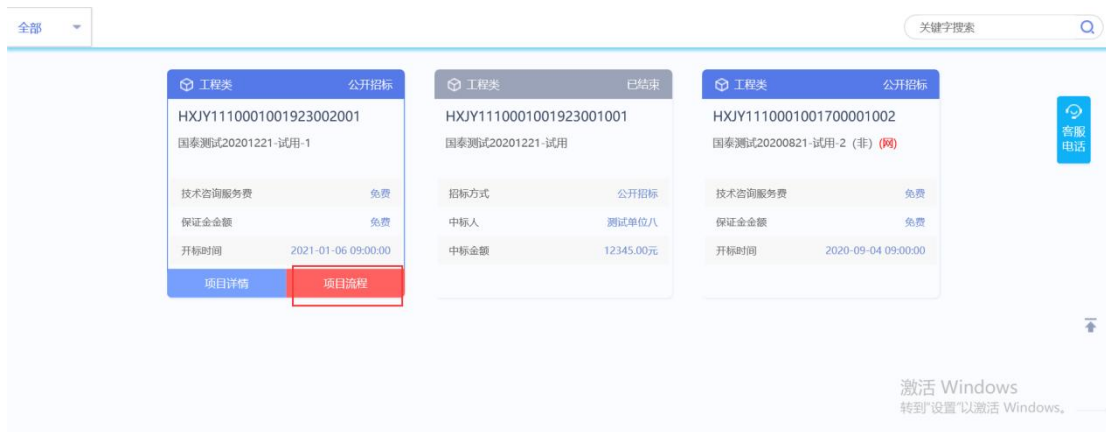 全部
关键字搜索
工程类 公开招标
HXJY1110001001923002001
国泰测试20201221-试用-1
技术咨询服务费 免费
保证金金额 免费
开标时间 2021-01-06 09:00:00
项目详情 项目流程
工程类 已结束
HXJY1110001001923001001
国泰测试20201221-试用
招标方式 公开招标
中标人 测试单位八
中标金额 12345.00元
工程类 公开招标
HXJY1110001001700001002
国泰测试20200821-试用-2 (非) (网)
技术咨询服务费 免费
保证金金额 免费
开标时间 2020-09-04 09:00:00
客服
电话
激活 Windows
转到"设置"以激活 Windows。